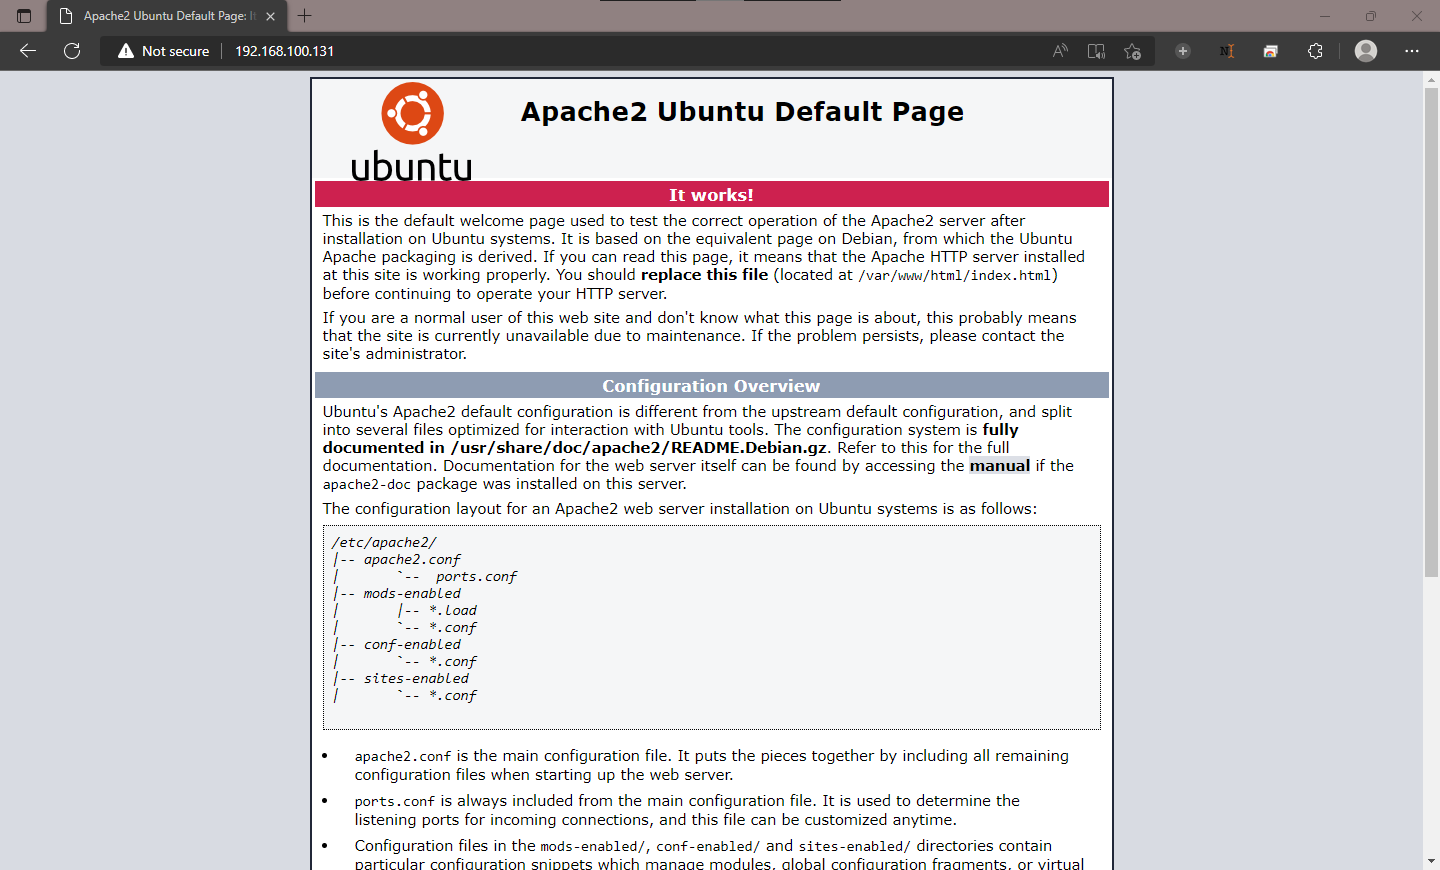 Apache2 Ubuntu Default Page: I
Not secure
192.168.100.131
ubuntu
Apache2 Ubuntu Default Page
It works!
This is the default welcome page used to test the correct operation of the Apache2 server after
installation on Ubuntu systems. It is based on the equivalent page on Debian, from which the Ubuntu
Apache packaging is derived. If you can read this page, it means that the Apache HTTP server installed
at this site is working properly. You should replace this file (located at /var/www/html/index.html)
before continuing to operate your HTTP server.
If you are a normal user of this web site and don't know what this page is about, this probably means
that the site is currently unavailable due to maintenance. If the problem persists, please contact the
site's administrator.
Configuration Overview
Ubuntu's Apache2 default configuration is different from the upstream default configuration, and split
into several files optimized for interaction with Ubuntu tools. The configuration system is fully
documented in /usr/share/doc/apache2/README.Debian.gz. Refer to this for the full
documentation. Documentation for the web server itself can be found by accessing the manual if the
apache2-doc package was installed on this server.
The configuration layout for an Apache2 web server installation on Ubuntu systems is as follows:
/etc/apache2/
|-- apache2.conf
|       `--  ports.conf
|-- mods-enabled
|       |-- *.load
|       `-- *.conf
|-- conf-enabled
|       `-- *.conf
|-- sites-enabled
|       `-- *.conf
• apache2.conf is the main configuration file. It puts the pieces together by including all remaining
configuration files when starting up the web server.
• ports.conf is always included from the main configuration file. It is used to determine the
listening ports for incoming connections, and this file can be customized anytime.
• Configuration files in the mods-enabled/, conf-enabled/ and sites-enabled/ directories contain
particular configuration snippets which manage modules, global configuration fragments, or virtual